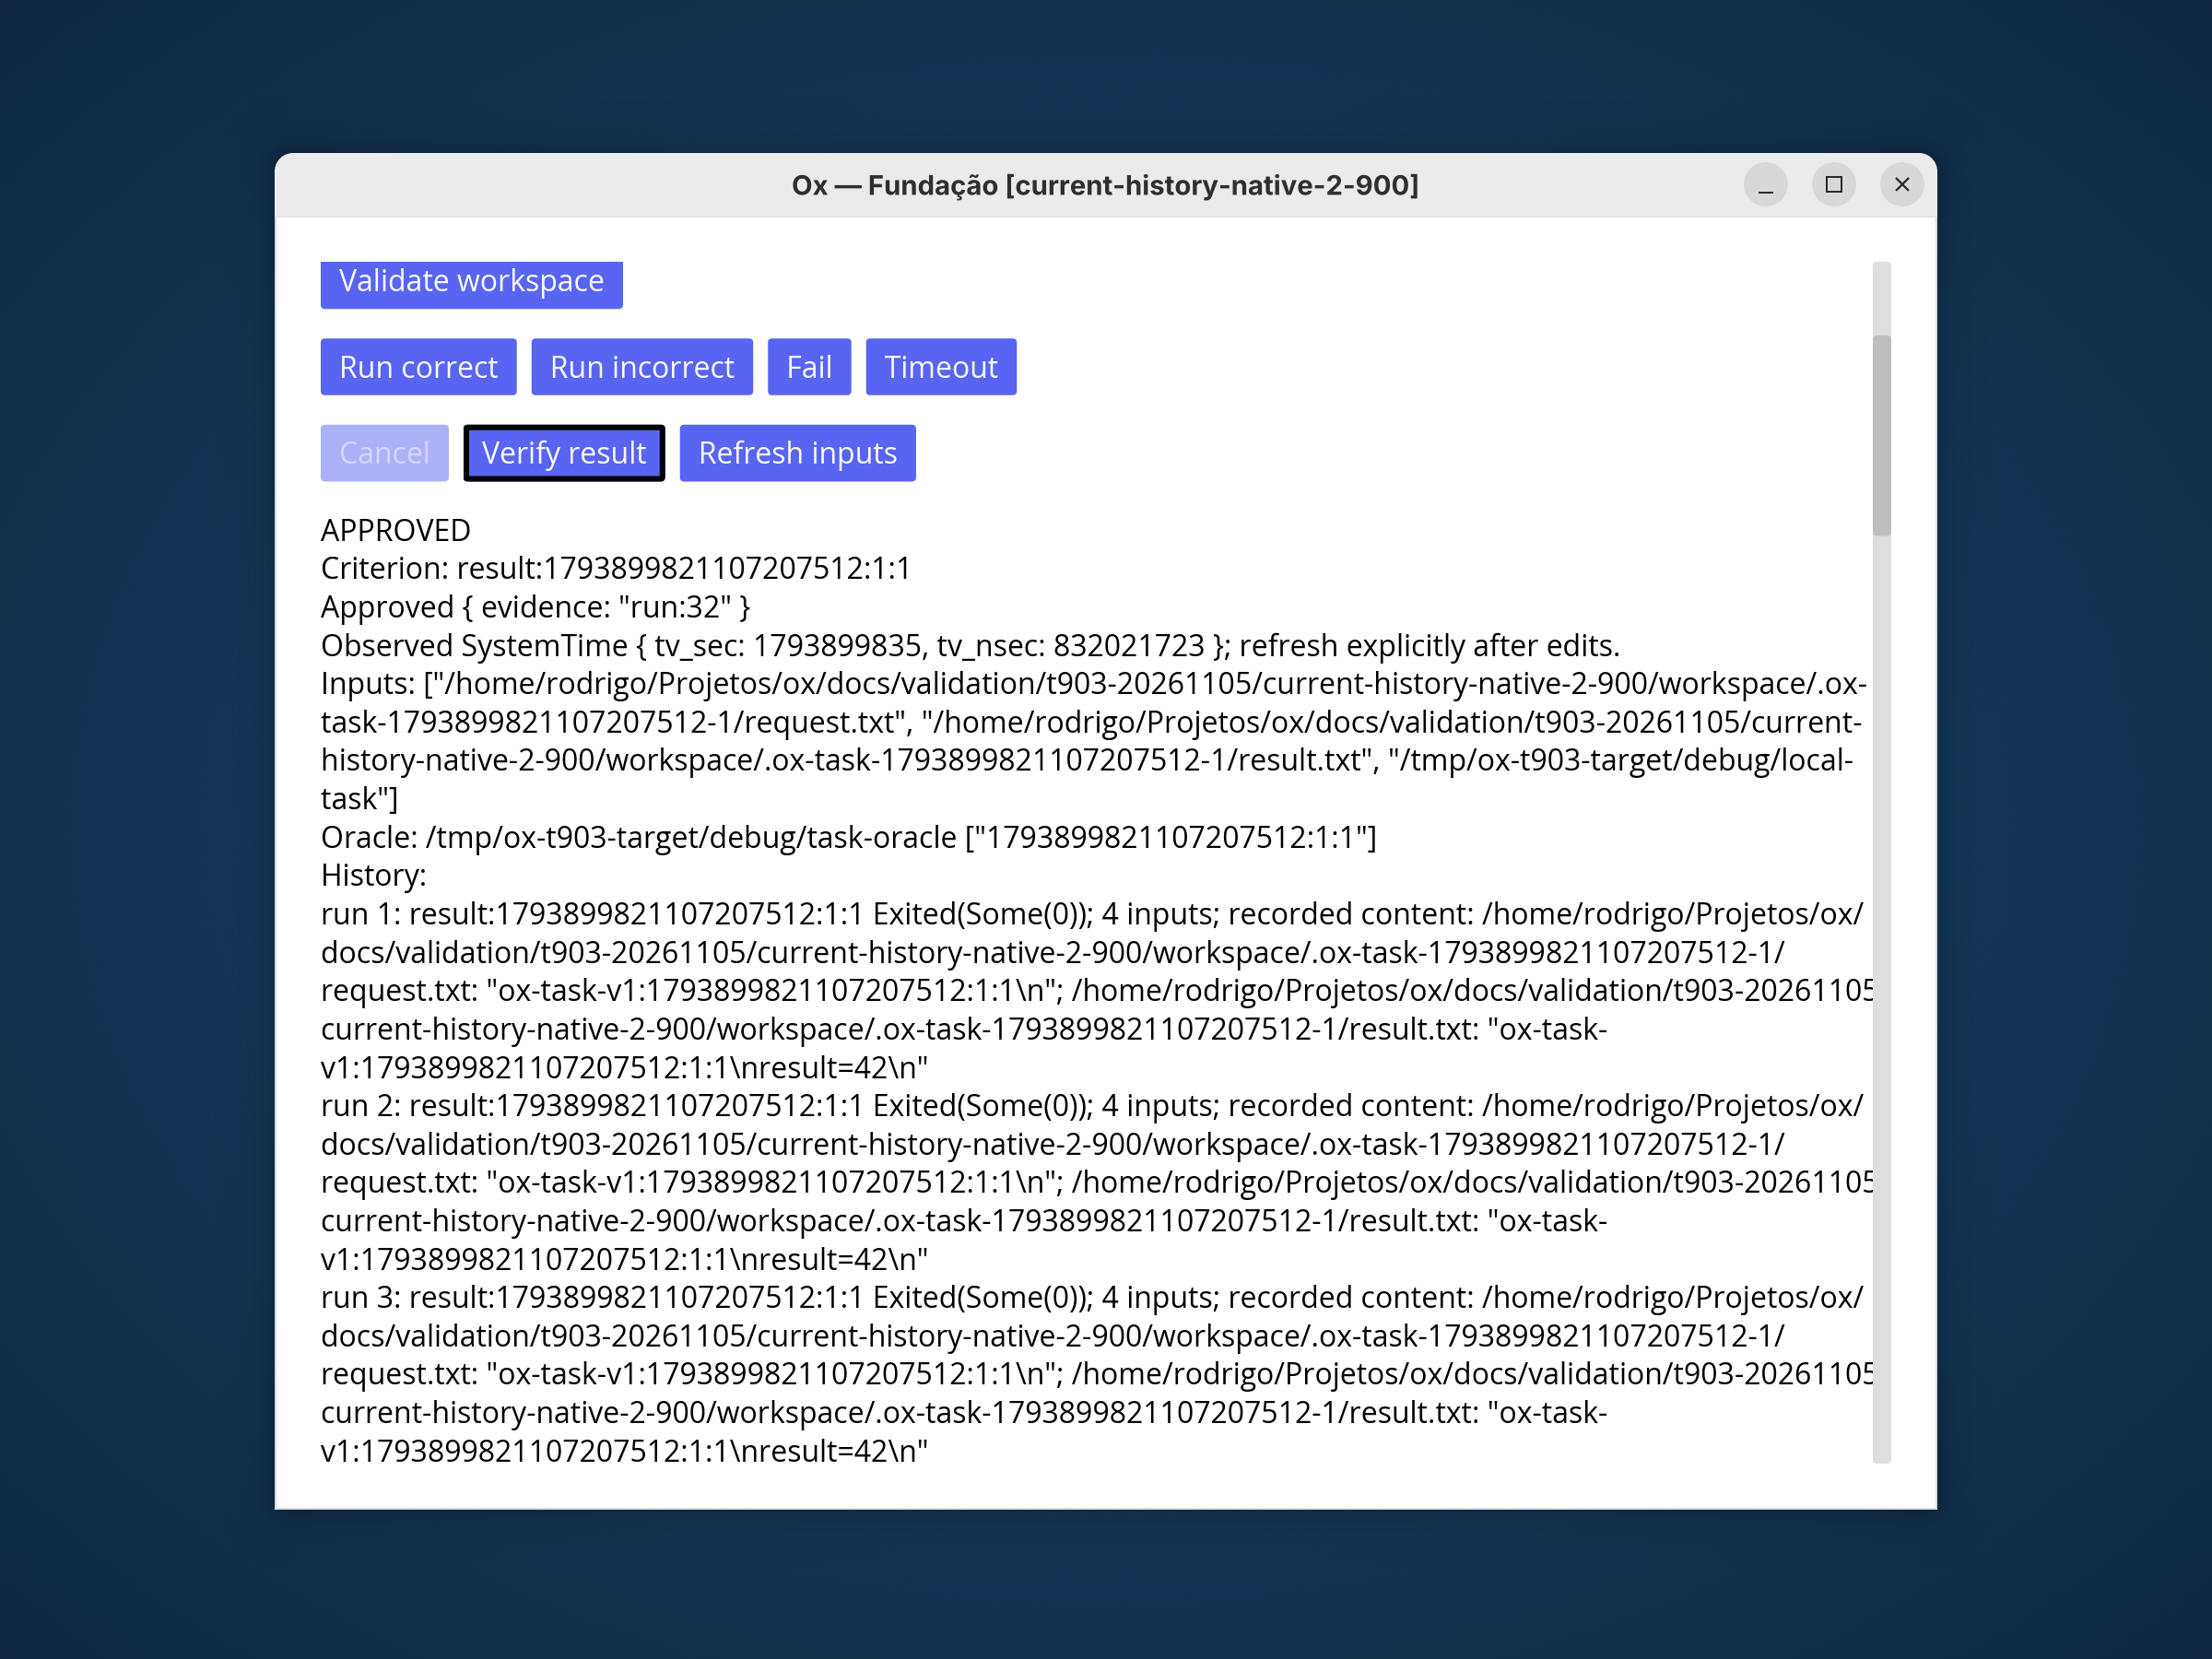 Ox — Fundação [current-history-native-2-900]
Validate workspace
Run correct Run incorrect Fail Timeout
Cancel Verify result Refresh inputs
APPROVED
Criterion: result:1793899821107207512:1:1
Approved { evidence: "run:32" }
Observed SystemTime { tv_sec: 1793899835, tv_nsec: 832021723 }; refresh explicitly after edits.
Inputs: ["/home/rodrigo/Projetos/ox/docs/validation/t903-20261105/current-history-native-2-900/workspace/.ox-
task-1793899821107207512-1/request.txt", "/home/rodrigo/Projetos/ox/docs/validation/t903-20261105/current-
history-native-2-900/workspace/.ox-task-1793899821107207512-1/result.txt", "/tmp/ox-t903-target/debug/local-
task"]
Oracle: /tmp/ox-t903-target/debug/task-oracle ["1793899821107207512:1:1"]
History:
run 1: result:1793899821107207512:1:1 Exited(Some(0)); 4 inputs; recorded content: /home/rodrigo/Projetos/ox/
docs/validation/t903-20261105/current-history-native-2-900/workspace/.ox-task-1793899821107207512-1/
request.txt: "ox-task-v1:1793899821107207512:1:1\n"; /home/rodrigo/Projetos/ox/docs/validation/t903-20261105
current-history-native-2-900/workspace/.ox-task-1793899821107207512-1/result.txt: "ox-task-
v1:1793899821107207512:1:1\nresult=42\n"
run 2: result:1793899821107207512:1:1 Exited(Some(0)); 4 inputs; recorded content: /home/rodrigo/Projetos/ox/
docs/validation/t903-20261105/current-history-native-2-900/workspace/.ox-task-1793899821107207512-1/
request.txt: "ox-task-v1:1793899821107207512:1:1\n"; /home/rodrigo/Projetos/ox/docs/validation/t903-20261105
current-history-native-2-900/workspace/.ox-task-1793899821107207512-1/result.txt: "ox-task-
v1:1793899821107207512:1:1\nresult=42\n"
run 3: result:1793899821107207512:1:1 Exited(Some(0)); 4 inputs; recorded content: /home/rodrigo/Projetos/ox/
docs/validation/t903-20261105/current-history-native-2-900/workspace/.ox-task-1793899821107207512-1/
request.txt: "ox-task-v1:1793899821107207512:1:1\n"; /home/rodrigo/Projetos/ox/docs/validation/t903-20261105
current-history-native-2-900/workspace/.ox-task-1793899821107207512-1/result.txt: "ox-task-
v1:1793899821107207512:1:1\nresult=42\n"